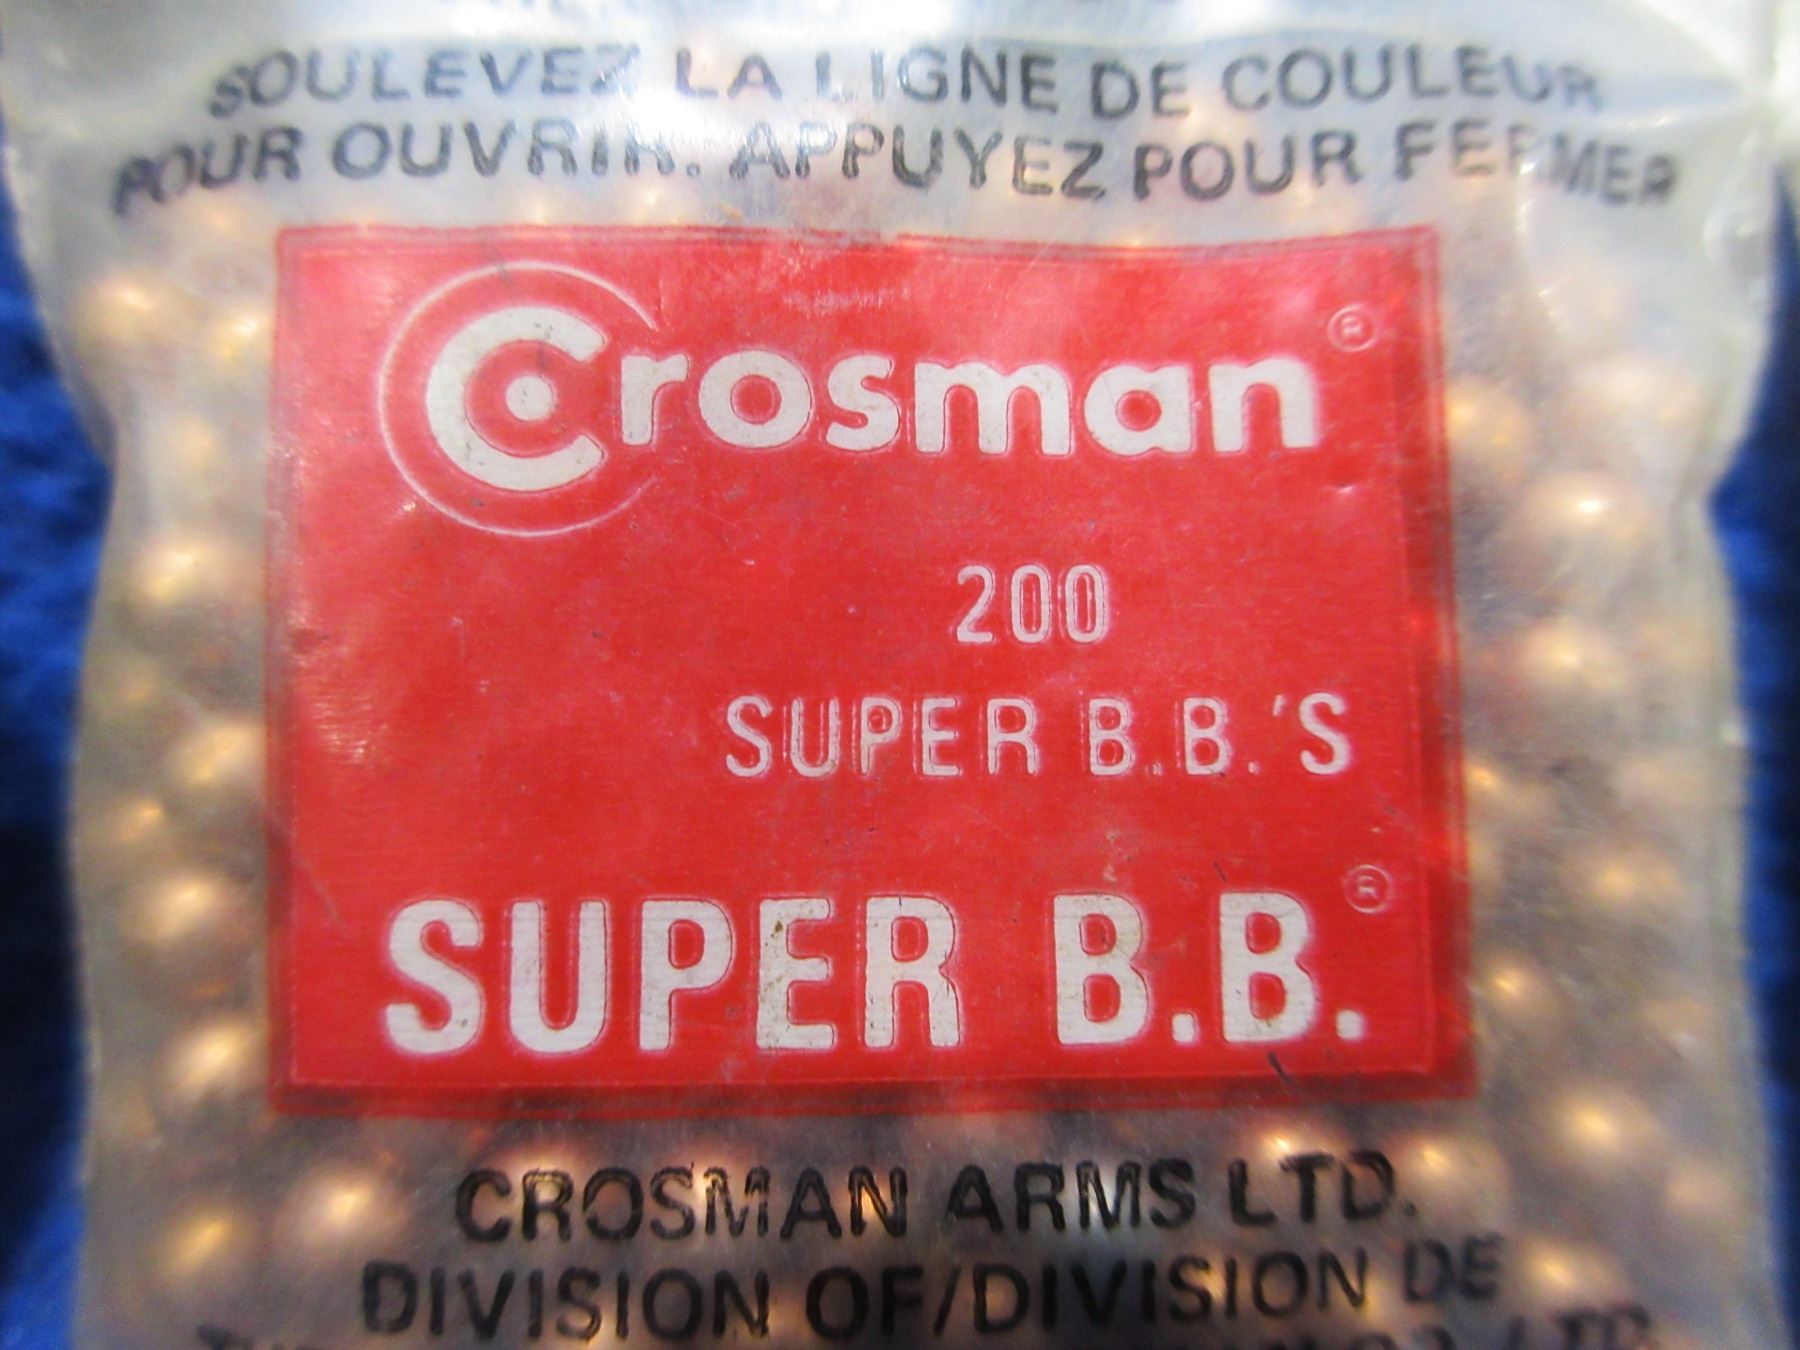 SOULEVEZ LA LIGNE DE COULEUR
POUR OUVRIR. APPUYEZ POUR FERMER
Crosman ®
200
SUPER B.B.'S
SUPER B.B. ®
CROSMAN ARMS LTD.
DIVISION OF/DIVISION DE
LTD.